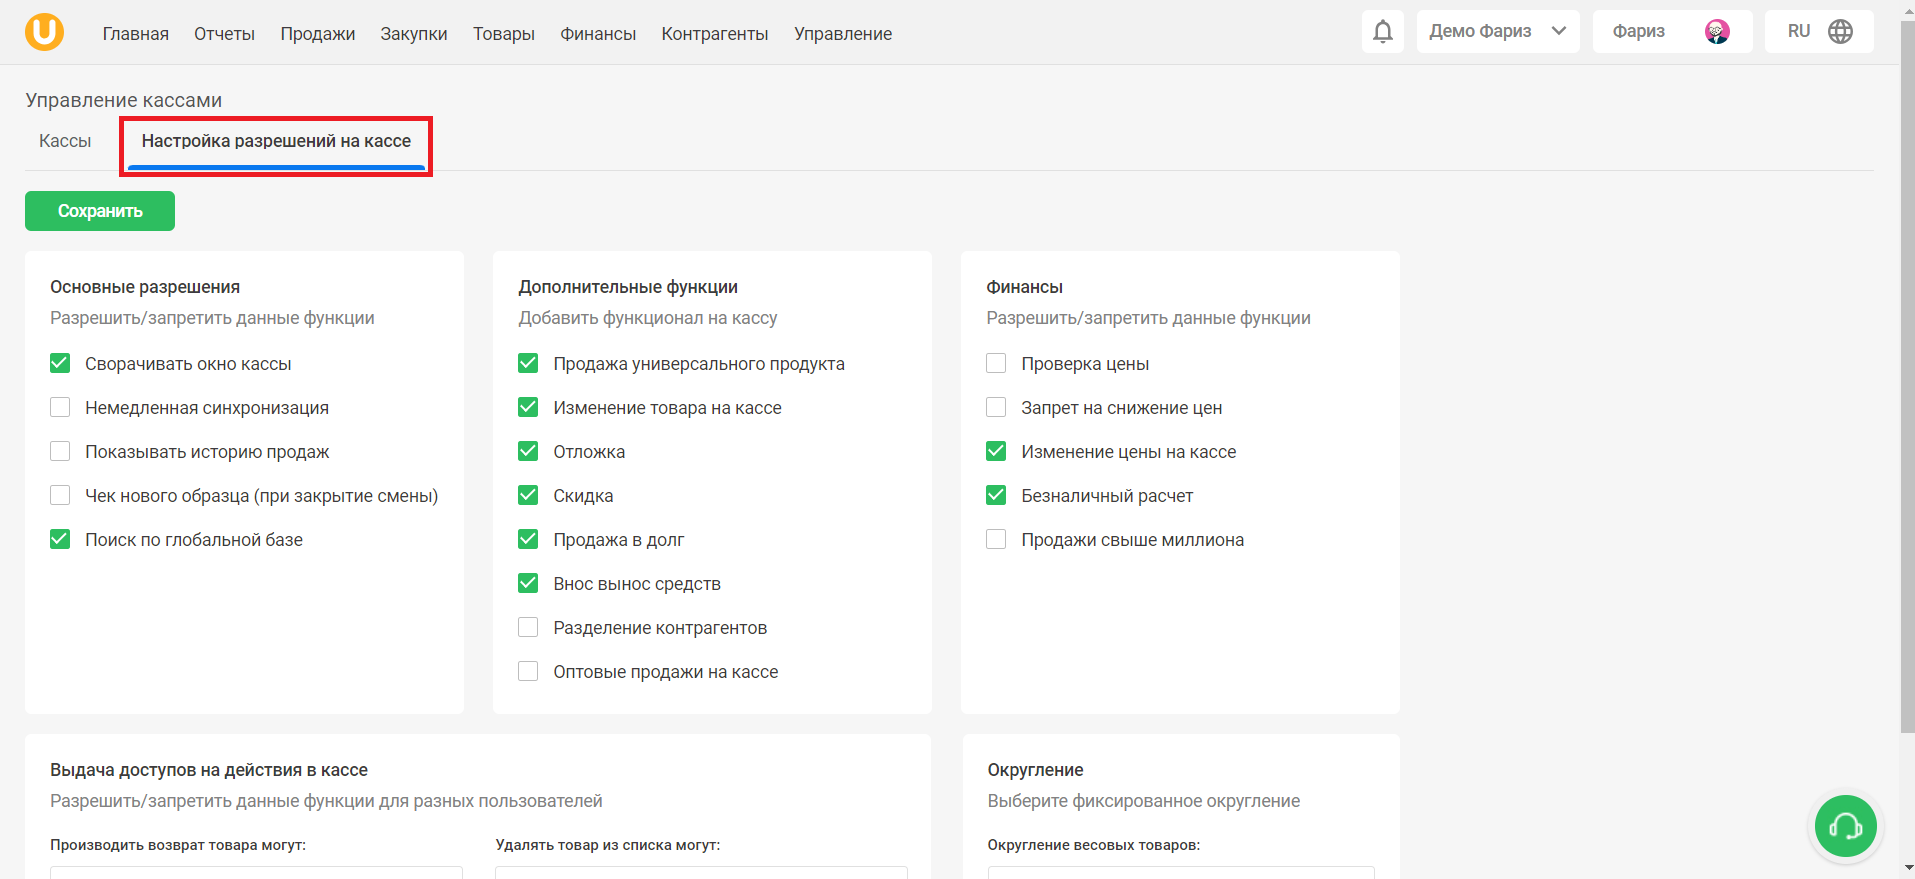 Главная Отчеты Продажи Закупки Товары Финансы Контрагенты Управление Демо Фариз Фариз RU
Управление кассами
Кассы Настройка разрешений на кассе
Сохранить
Основные разрешения
Разрешить/запретить данные функции
Сворачивать окно кассы
Немедленная синхронизация
Показывать историю продаж
Чек нового образца (при закрытие смены)
Поиск по глобальной базе
Дополнительные функции
Добавить функционал на кассу
Продажа универсального продукта
Изменение товара на кассе
Отложка
Скидка
Продажа в долг
Внос вынос средств
Разделение контрагентов
Оптовые продажи на кассе
Финансы
Разрешить/запретить данные функции
Проверка цены
Запрет на снижение цен
Изменение цены на кассе
Безналичный расчет
Продажи свыше миллиона
Выдача доступов на действия в кассе
Разрешить/запретить данные функции для разных пользователей
Производить возврат товара могут: Удалять товар из списка могут:
Округление
Выберите фиксированное округление
Округление весовых товаров: